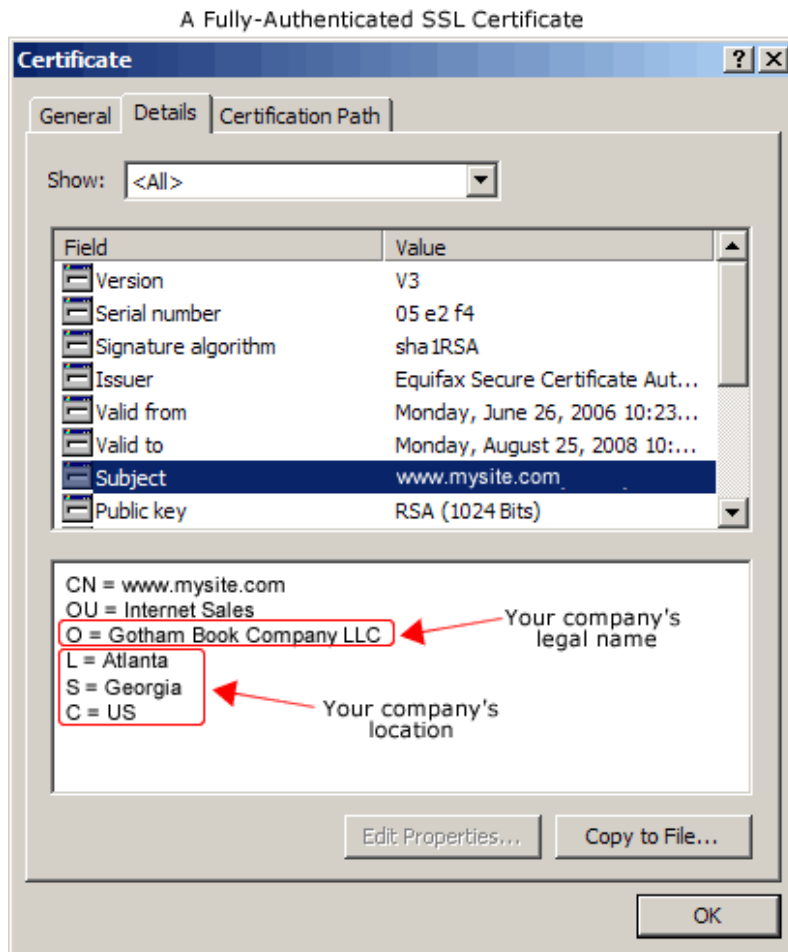 A Fully-Authenticated SSL Certificate
Certificate
General Details Certification Path
Show: <All>
Field Value
Version V3
Serial number 05 e2 f4
Signature algorithm sha1RSA
Issuer Equifax Secure Certificate Aut...
Valid from Monday, June 26, 2006 10:23...
Valid to Monday, August 25, 2008 10:...
Subject www.mysite.com
Public key RSA (1024 Bits)
CN = www.mysite.com
OU = Internet Sales
O = Gotham Book Company LLC
Your company's
legal name
L = Atlanta
S = Georgia
C = US
Your company's
location
Edit Properties... Copy to File...
OK